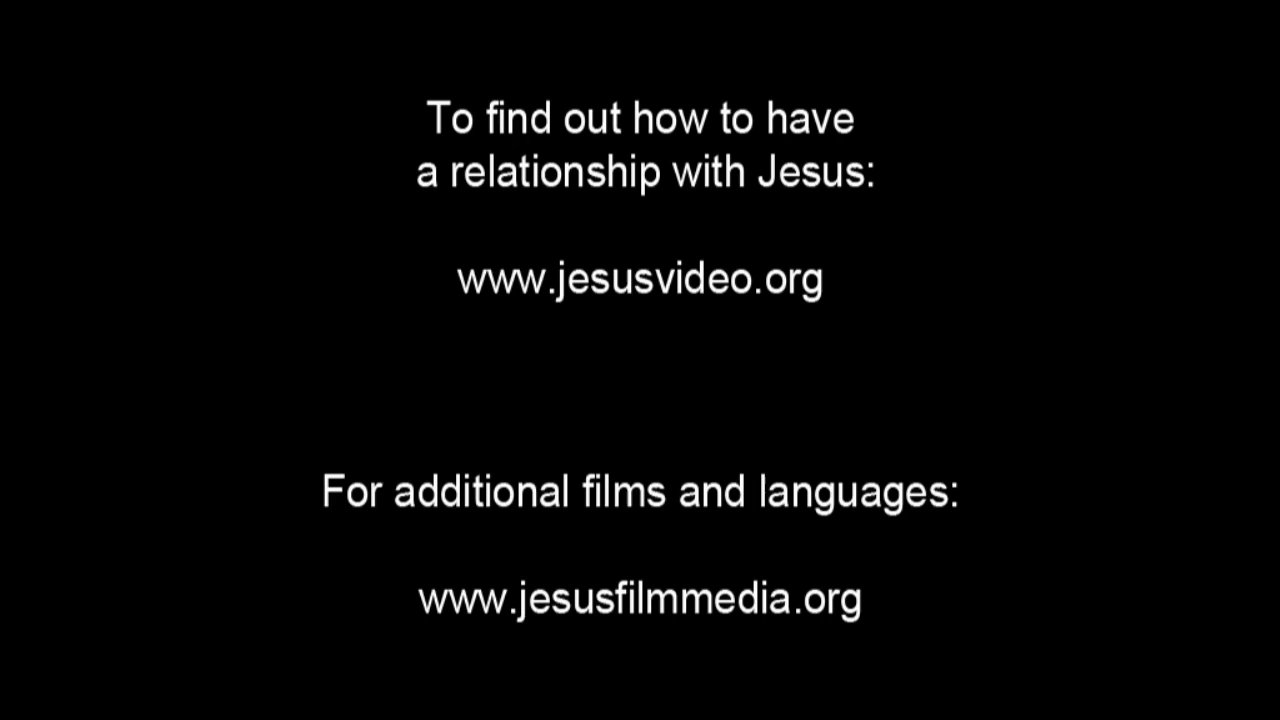 To find out how to have
a relationship with Jesus:
www.jesusvideo.org
For additional films and languages:
www.jesusfilmmedia.org